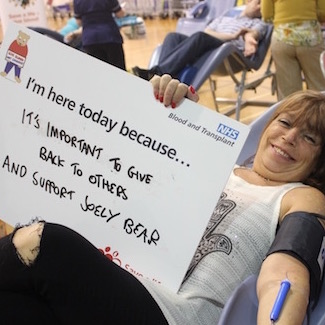 I'm here today because...
NHS
Blood and Transplant
IT'S IMPORTANT TO GIVE
BACK TO OTHERS
AND SUPPORT JOELY BEAR